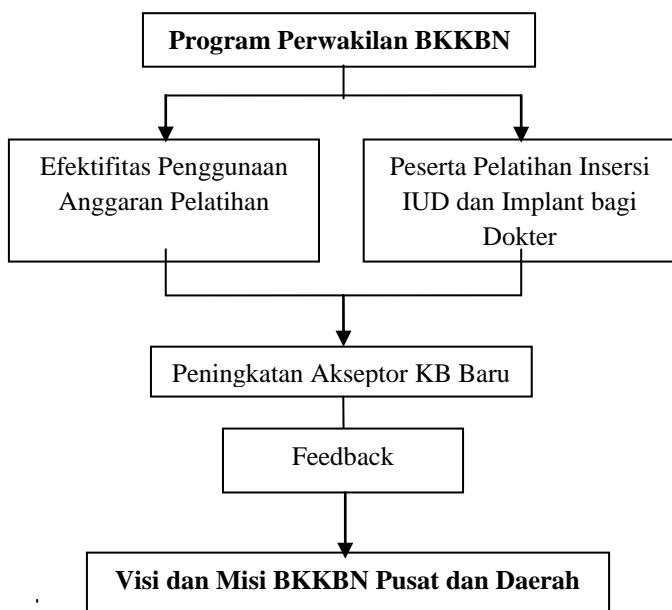 Program Perwakilan BKKBN
Efektifitas Penggunaan
Anggaran Pelatihan
Peserta Pelatihan Insersi
IUD dan Implant bagi
Dokter
Peningkatan Akseptor KB Baru
Feedback
Visi dan Misi BKKBN Pusat dan Daerah